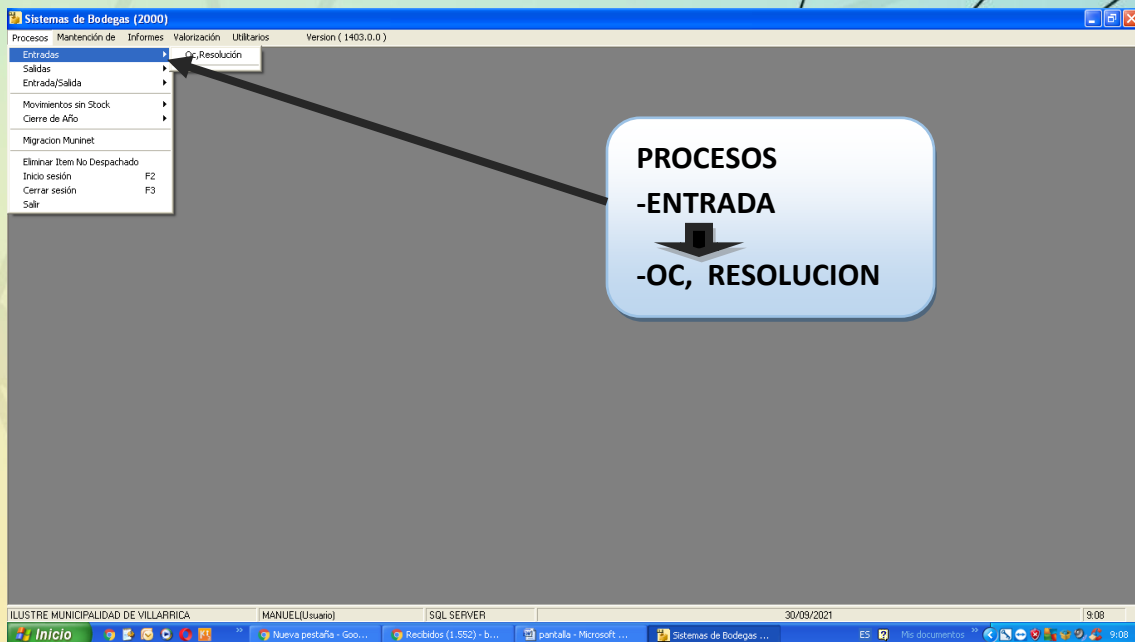 Sistemas de Bodegas (2000)
Procesos Mantención de Informes Valorización Utilitarios Version ( 1403.0.0 )
Entradas
Oc,Resolución
Salidas
Entrada/Salida
Movimientos sin Stock
Cierre de Año
Migracion Muninet
Eliminar Item No Despachado
Inicio sesión F2
Cerrar sesión F3
Salir
PROCESOS
-ENTRADA
-OC, RESOLUCION
ILUSTRE MUNICIPALIDAD DE VILLARRICA MANUEL(Usuario) SQL SERVER 30/09/2021 9:08
Inicio Nueva pestaña - Goo... Recibidos (1.552) - b... pantalla - Microsoft ... Sistemas de Bodegas ... ES Mis documentos 9:08